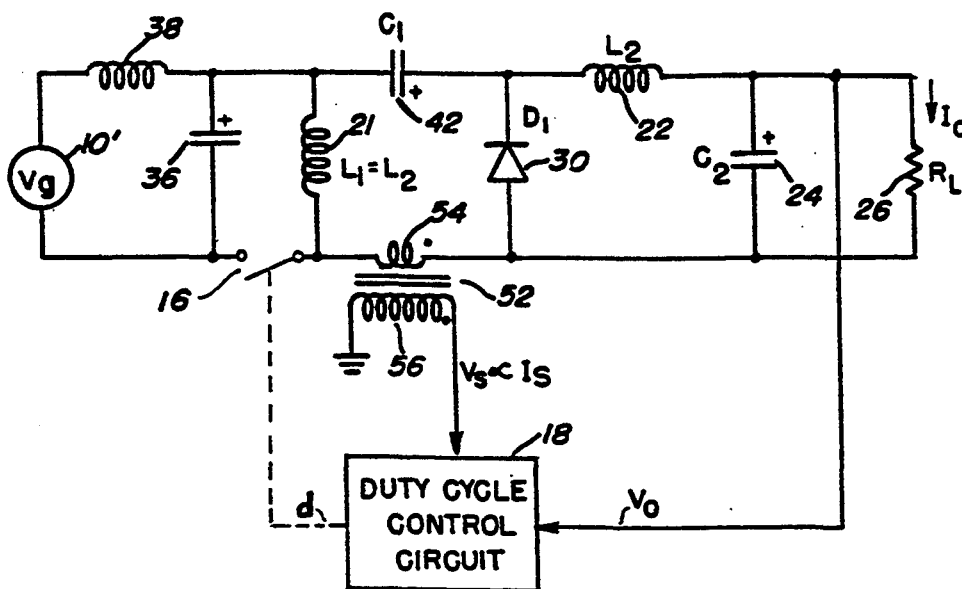 38
C1
+
42
L2
22
10'
Vg
+
36
21
L1=L2
D1
30
+
C2
24
26
RL
IO
16
54
52
56
Vs∝ IS
18
d
DUTY CYCLE
CONTROL
CIRCUIT
VO